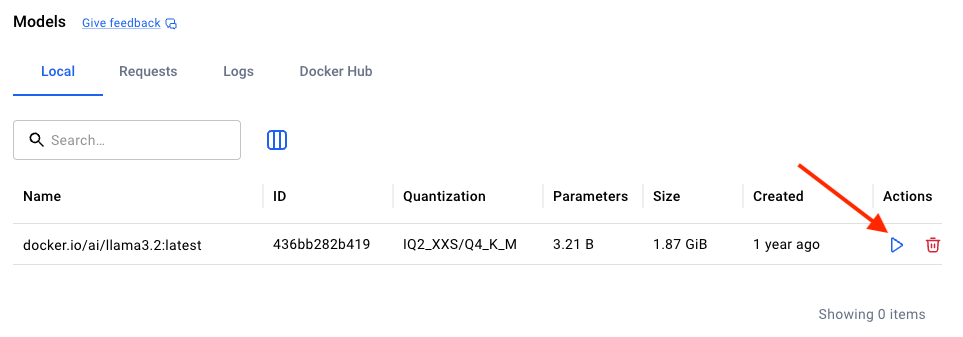 Models Give feedback
Local Requests Logs Docker Hub
Search…
Name ID Quantization Parameters Size Created Actions
docker.io/ai/llama3.2:latest 436bb282b419 IQ2_XXS/Q4_K_M 3.21 B 1.87 GiB 1 year ago
Showing 0 items